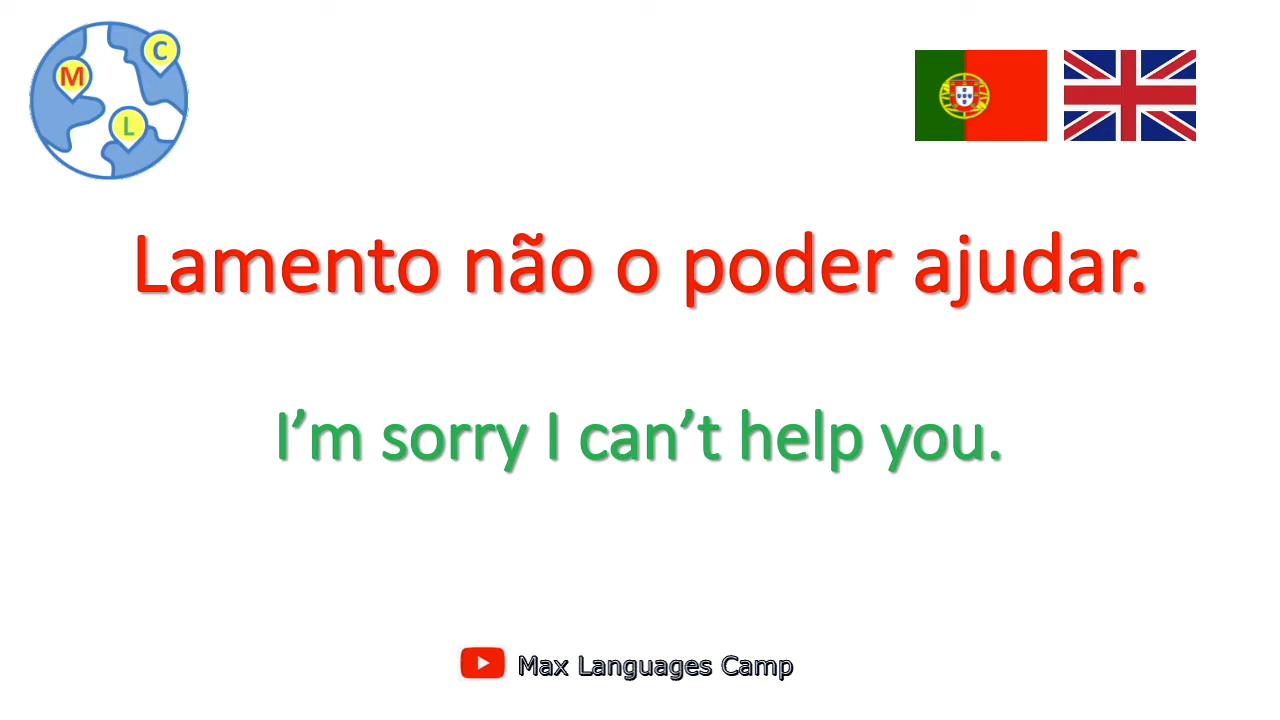 M
C
L
Lamento não o poder ajudar.
I’m sorry I can’t help you.
Max Languages Camp